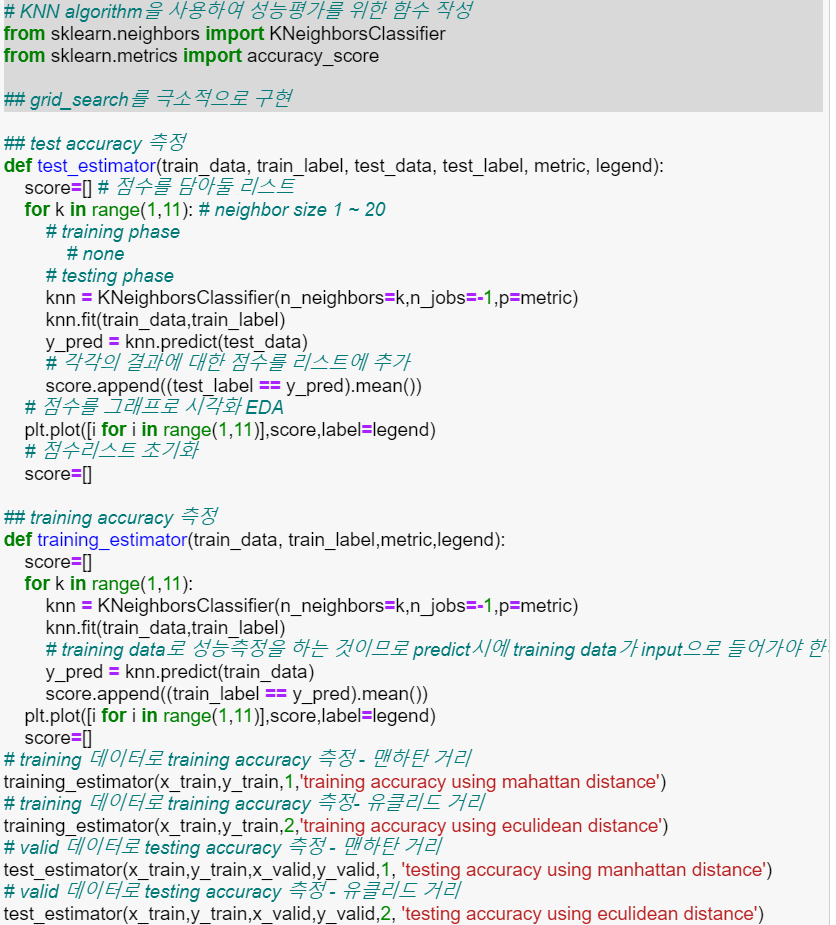 # KNN algorithm을 사용하여 성능평가를 위한 함수 작성
from sklearn.neighbors import KNeighborsClassifier
from sklearn.metrics import accuracy_score
## grid_search를 극소적으로 구현
## test accuracy 측정
def test_estimator(train_data, train_label, test_data, test_label, metric, legend):
score=[] # 점수를 담아둘 리스트
for k in range(1,11): # neighbor size 1 ~ 20
# training phase
# none
# testing phase
knn = KNeighborsClassifier(n_neighbors=k,n_jobs=-1,p=metric)
knn.fit(train_data,train_label)
y_pred = knn.predict(test_data)
# 각각의 결과에 대한 점수를 리스트에 추가
score.append((test_label == y_pred).mean())
# 점수를 그래프로 시각화 EDA
plt.plot([i for i in range(1,11)],score,label=legend)
# 점수리스트 초기화
score=[]
## training accuracy 측정
def training_estimator(train_data, train_label,metric,legend):
score=[]
for k in range(1,11):
knn = KNeighborsClassifier(n_neighbors=k,n_jobs=-1,p=metric)
knn.fit(train_data,train_label)
# training data로 성능측정을 하는 것이므로 predict시에 training data가 input으로 들어가야 한
y_pred = knn.predict(train_data)
score.append((train_label == y_pred).mean())
plt.plot([i for i in range(1,11)],score,label=legend)
score=[]
# training 데이터로 training accuracy 측정 - 맨하탄 거리
training_estimator(x_train,y_train,1,'training accuracy using mahattan distance')
# training 데이터로 training accuracy 측정- 유클리드 거리
training_estimator(x_train,y_train,2,'training accuracy using eculidean distance')
# valid 데이터로 testing accuracy 측정 - 맨하탄 거리
test_estimator(x_train,y_train,x_valid,y_valid,1, 'testing accuracy using manhattan distance')
# valid 데이터로 testing accuracy 측정 - 유클리드 거리
test_estimator(x_train,y_train,x_valid,y_valid,2, 'testing accuracy using eculidean distance')